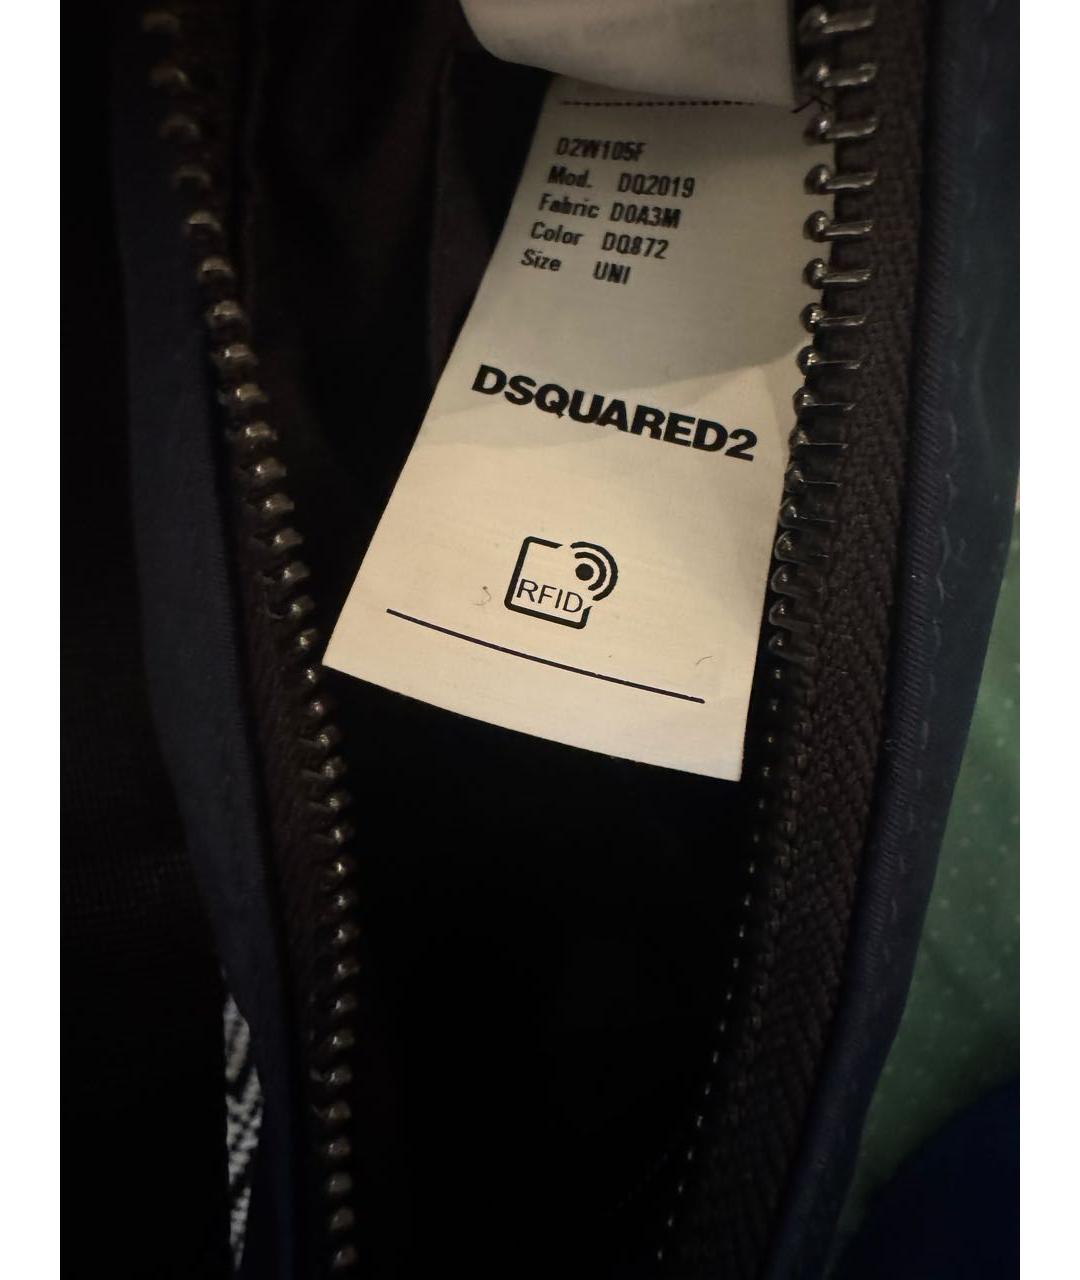 D2W105F
Mod. DQ2019
Fabric D0A3M
Color DQ872
Size UNI
DSQUARED2
RFID